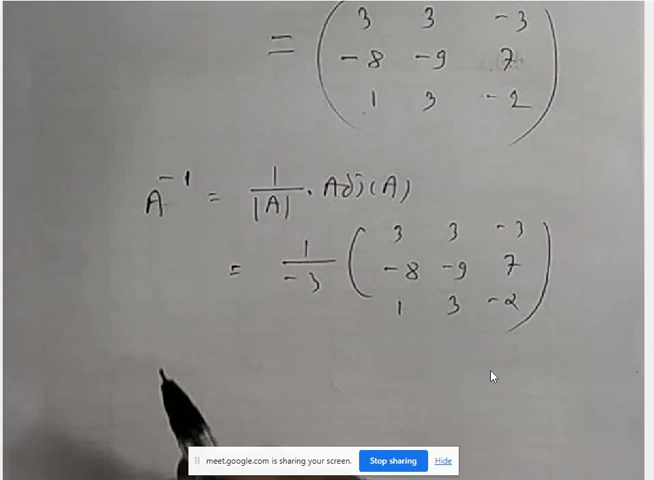 = ( 3 3 -3
-8 -9 7
1 3 -2 )
A⁻¹ = 1/|A| . Adj(A)
= 1/-3 ( 3 3 -3
-8 -9 7
1 3 -2 )
meet.google.com is sharing your screen. Stop sharing Hide